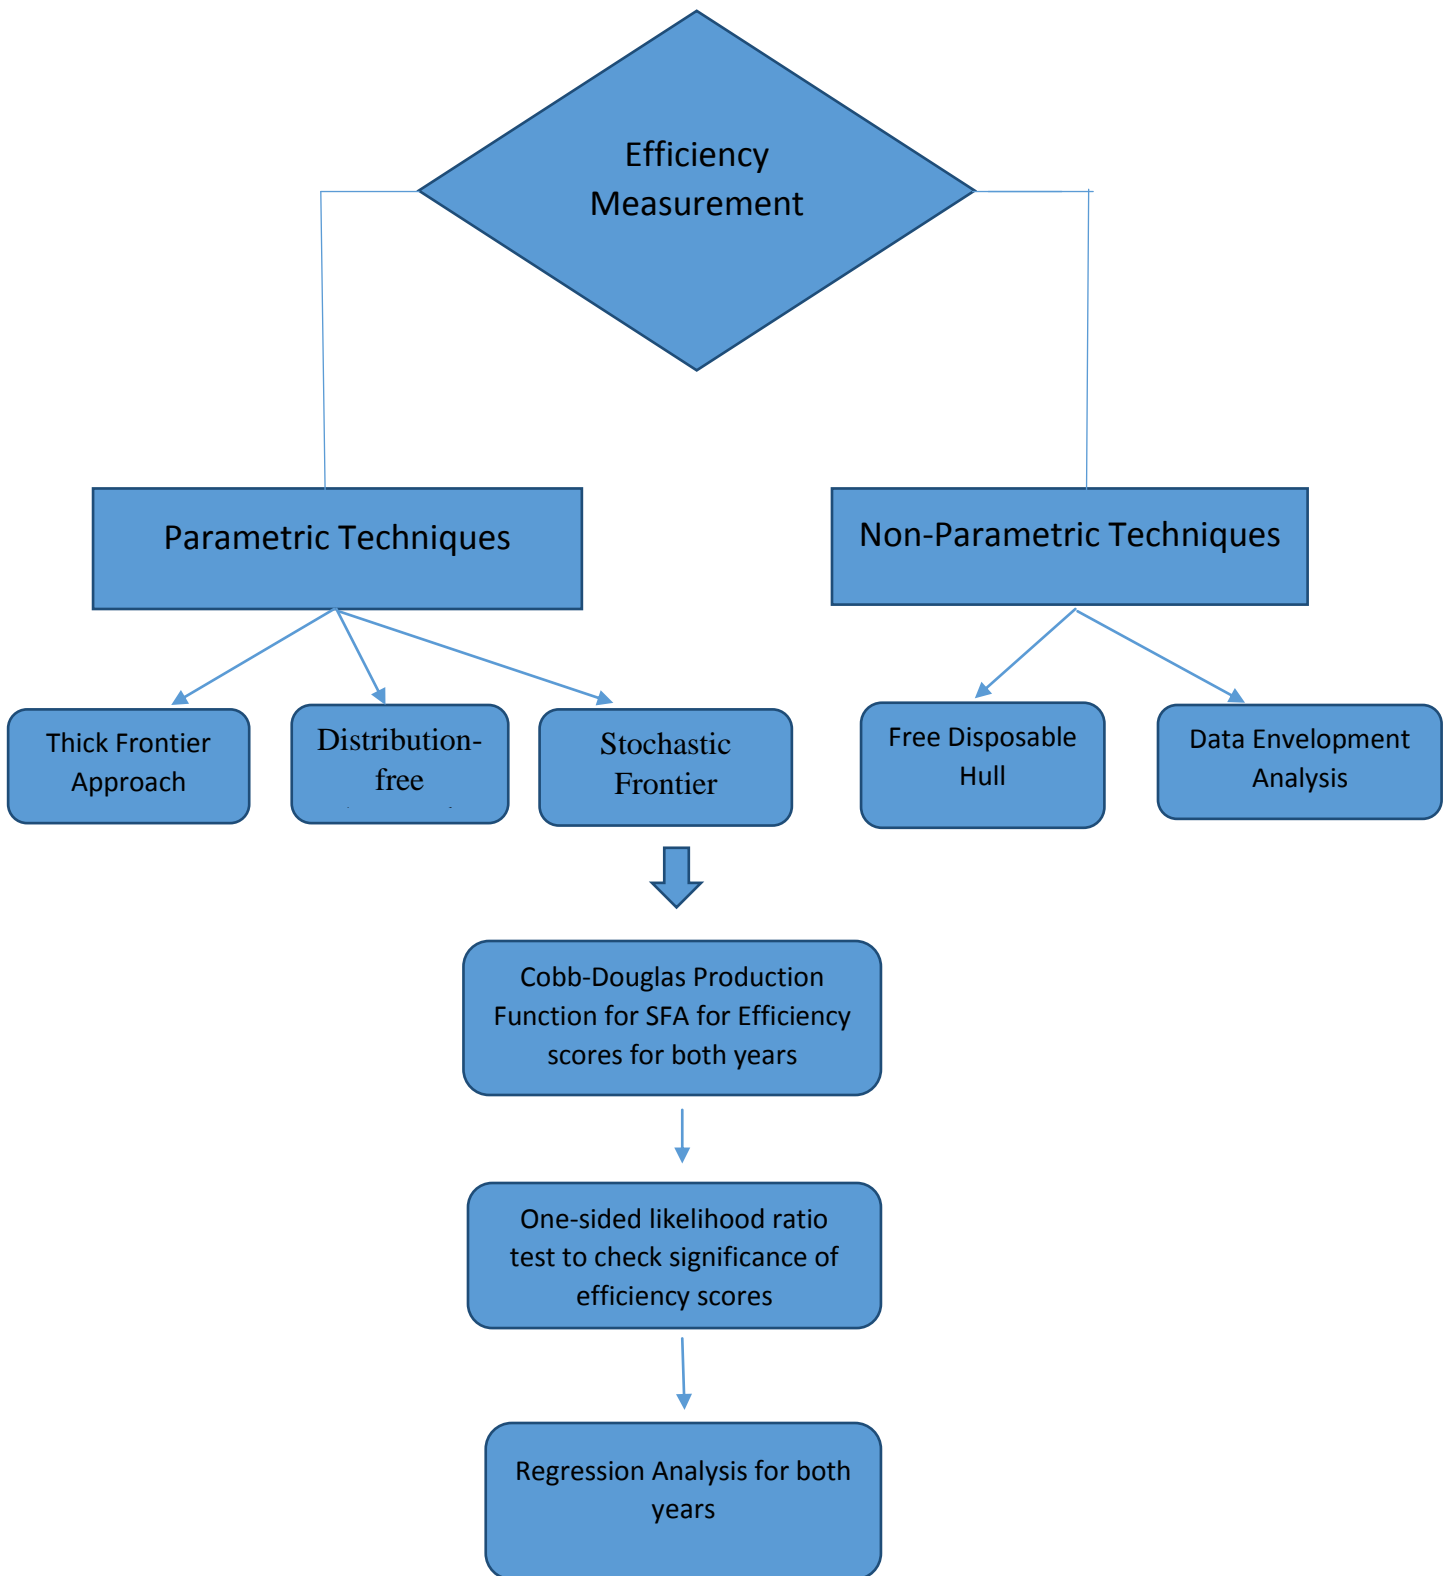 Efficiency
Measurement
Parametric Techniques
Non-Parametric Techniques
Thick Frontier
Approach
Distribution-
free
Stochastic
Frontier
Free Disposable
Hull
Data Envelopment
Analysis
Cobb-Douglas Production
Function for SFA for Efficiency
scores for both years
One-sided likelihood ratio
test to check significance of
efficiency scores
Regression Analysis for both
years